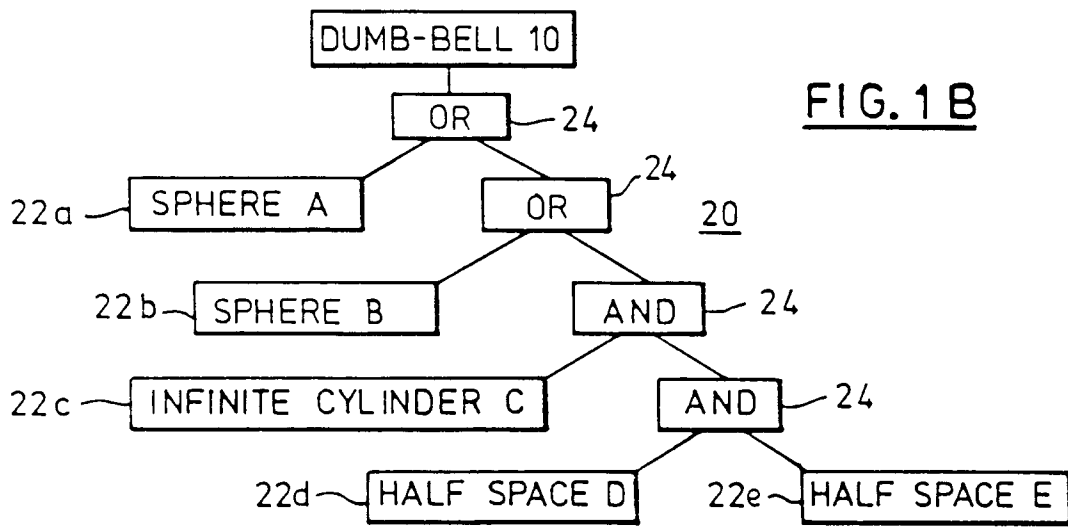 DUMB-BELL 10
OR 24
FIG. 1B
22a SPHERE A
OR 24
20
22b SPHERE B
AND 24
22c INFINITE CYLINDER C
AND 24
22d HALF SPACE D 22e HALF SPACE E